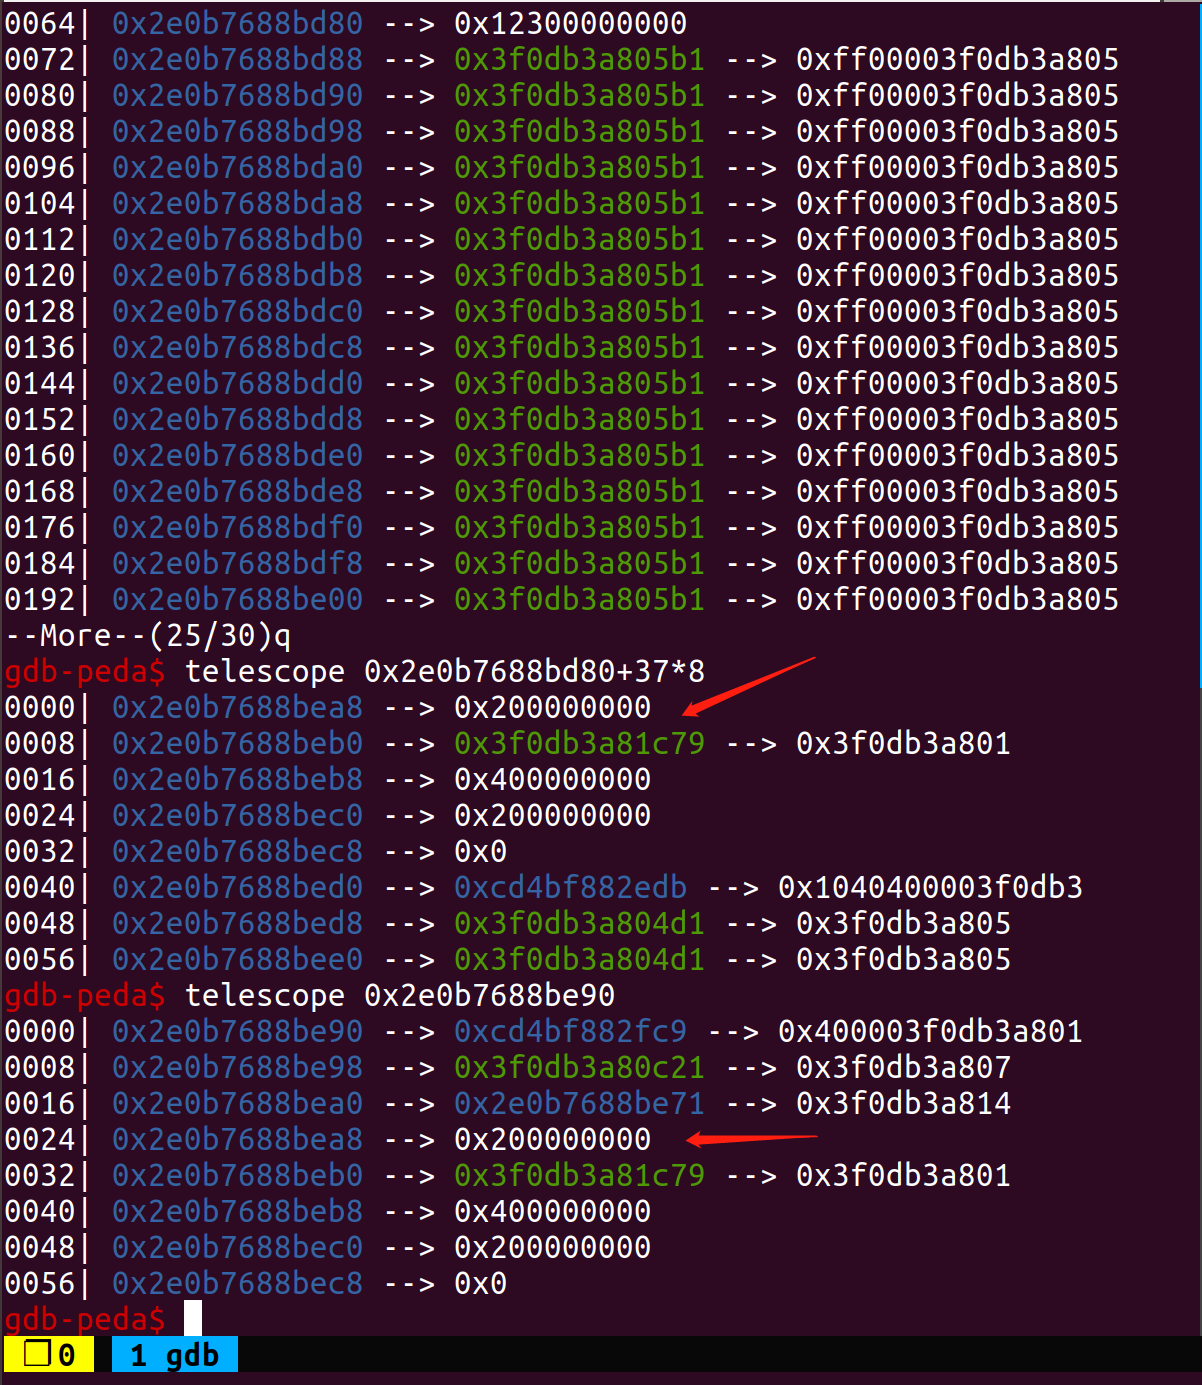 0064| 0x2e0b7688bd80 --> 0x12300000000
0072| 0x2e0b7688bd88 --> 0x3f0db3a805b1 --> 0xff00003f0db3a805
0080| 0x2e0b7688bd90 --> 0x3f0db3a805b1 --> 0xff00003f0db3a805
0088| 0x2e0b7688bd98 --> 0x3f0db3a805b1 --> 0xff00003f0db3a805
0096| 0x2e0b7688bda0 --> 0x3f0db3a805b1 --> 0xff00003f0db3a805
0104| 0x2e0b7688bda8 --> 0x3f0db3a805b1 --> 0xff00003f0db3a805
0112| 0x2e0b7688bdb0 --> 0x3f0db3a805b1 --> 0xff00003f0db3a805
0120| 0x2e0b7688bdb8 --> 0x3f0db3a805b1 --> 0xff00003f0db3a805
0128| 0x2e0b7688bdc0 --> 0x3f0db3a805b1 --> 0xff00003f0db3a805
0136| 0x2e0b7688bdc8 --> 0x3f0db3a805b1 --> 0xff00003f0db3a805
0144| 0x2e0b7688bdd0 --> 0x3f0db3a805b1 --> 0xff00003f0db3a805
0152| 0x2e0b7688bdd8 --> 0x3f0db3a805b1 --> 0xff00003f0db3a805
0160| 0x2e0b7688bde0 --> 0x3f0db3a805b1 --> 0xff00003f0db3a805
0168| 0x2e0b7688bde8 --> 0x3f0db3a805b1 --> 0xff00003f0db3a805
0176| 0x2e0b7688bdf0 --> 0x3f0db3a805b1 --> 0xff00003f0db3a805
0184| 0x2e0b7688bdf8 --> 0x3f0db3a805b1 --> 0xff00003f0db3a805
0192| 0x2e0b7688be00 --> 0x3f0db3a805b1 --> 0xff00003f0db3a805
--More--(25/30)q
gdb-peda$ telescope 0x2e0b7688bd80+37*8
0000| 0x2e0b7688bea8 --> 0x200000000
0008| 0x2e0b7688beb0 --> 0x3f0db3a81c79 --> 0x3f0db3a801
0016| 0x2e0b7688beb8 --> 0x400000000
0024| 0x2e0b7688bec0 --> 0x200000000
0032| 0x2e0b7688bec8 --> 0x0
0040| 0x2e0b7688bed0 --> 0xcd4bf882edb --> 0x1040400003f0db3
0048| 0x2e0b7688bed8 --> 0x3f0db3a804d1 --> 0x3f0db3a805
0056| 0x2e0b7688bee0 --> 0x3f0db3a804d1 --> 0x3f0db3a805
gdb-peda$ telescope 0x2e0b7688be90
0000| 0x2e0b7688be90 --> 0xcd4bf882fc9 --> 0x400003f0db3a801
0008| 0x2e0b7688be98 --> 0x3f0db3a80c21 --> 0x3f0db3a807
0016| 0x2e0b7688bea0 --> 0x2e0b7688be71 --> 0x3f0db3a814
0024| 0x2e0b7688bea8 --> 0x200000000
0032| 0x2e0b7688beb0 --> 0x3f0db3a81c79 --> 0x3f0db3a801
0040| 0x2e0b7688beb8 --> 0x400000000
0048| 0x2e0b7688bec0 --> 0x200000000
0056| 0x2e0b7688bec8 --> 0x0
gdb-peda$
❐ 0 1 gdb